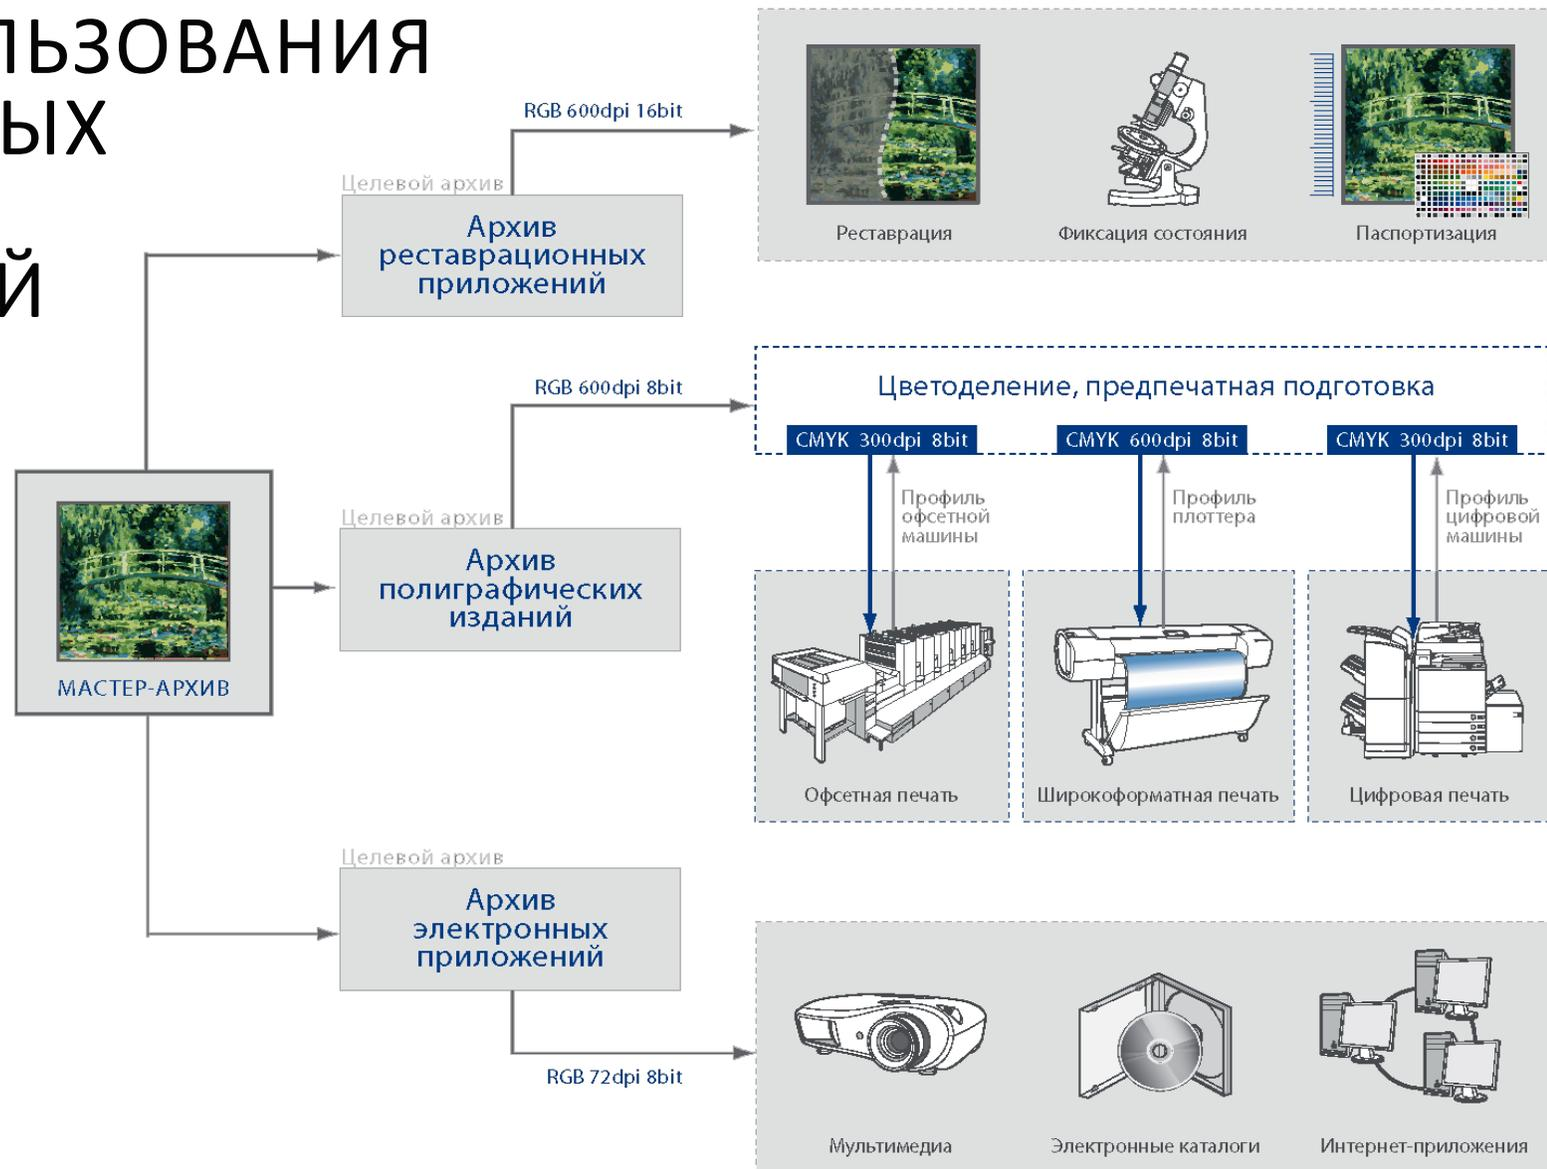 ЛЬЗОВАНИЯ
ЫХ
Й
RGB 600dpi 16bit
Целевой архив
Архив
реставрационных
приложений
Реставрация
Фиксация состояния
Паспортизация
RGB 600dpi 8bit
Цветоделение, предпечатная подготовка
CMYK 300dpi 8bit
CMYK 600dpi 8bit
CMYK 300dpi 8bit
Профиль
офсетной
машины
Профиль
плоттера
Профиль
цифровой
машины
МАСТЕР-АРХИВ
Целевой архив
Архив
полиграфических
изданий
Офсетная печать
Широкоформатная печать
Цифровая печать
Целевой архив
Архив
электронных
приложений
RGB 72dpi 8bit
Мультимедиа
Электронные каталоги
Интернет-приложения